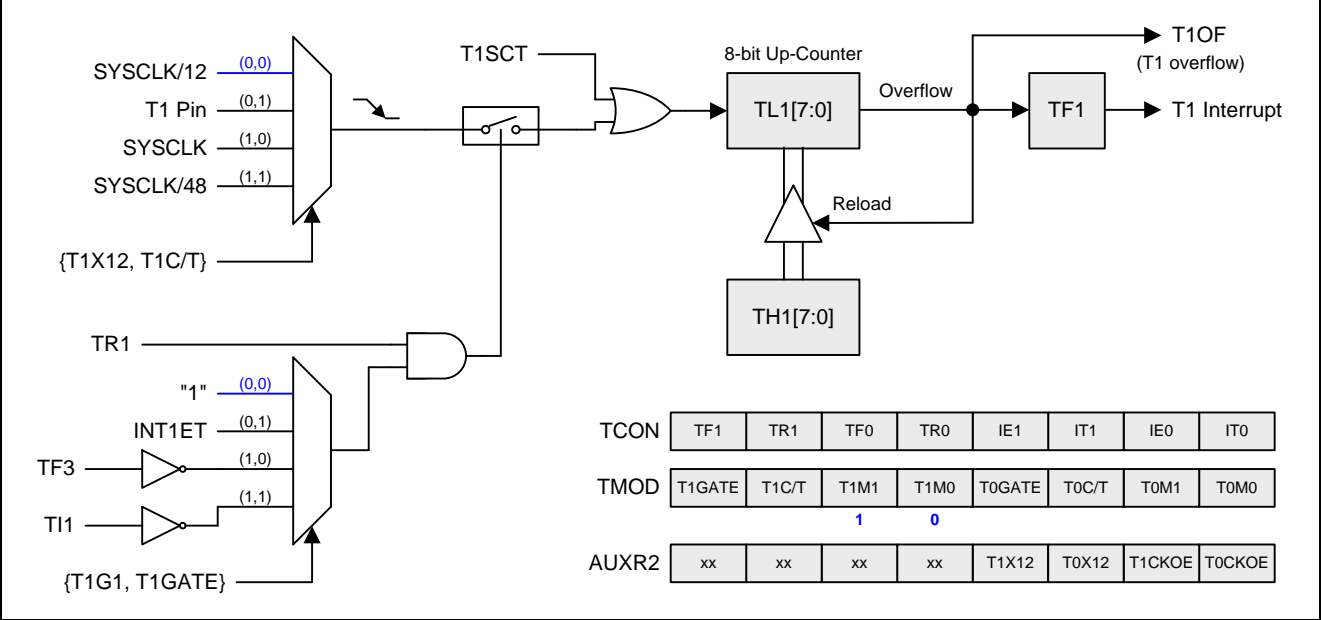 T1SCT
8-bit Up-Counter
T1OF
(T1 overflow)
SYSCLK/12 (0,0)
T1 Pin (0,1)
SYSCLK (1,0)
SYSCLK/48 (1,1)
TL1[7:0]
Overflow
TF1
T1 Interrupt
Reload
{T1X12, T1C/T}
TH1[7:0]
TR1
"1" (0,0)
INT1ET (0,1)
TF3 (1,0)
TI1 (1,1)
{T1G1, T1GATE}
TCON TF1 TR1 TF0 TR0 IE1 IT1 IE0 IT0
TMOD T1GATE T1C/T T1M1 T1M0 T0GATE T0C/T T0M1 T0M0
1 0
AUXR2 xx xx xx xx T1X12 T0X12 T1CKOE T0CKOE